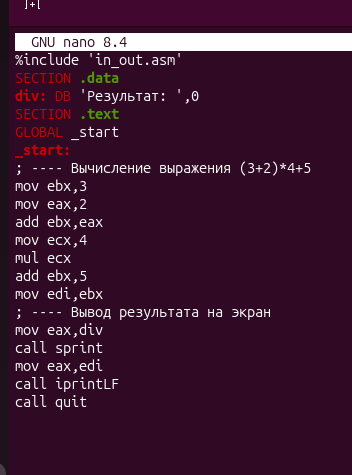 ]+[
GNU nano 8.4
%include 'in_out.asm'
SECTION .data
div: DB 'Результат: ',0
SECTION .text
GLOBAL _start
_start:
; ---- Вычисление выражения (3+2)*4+5
mov ebx,3
mov eax,2
add ebx,eax
mov ecx,4
mul ecx
add ebx,5
mov edi,ebx
; ---- Вывод результата на экран
mov eax,div
call sprint
mov eax,edi
call iprintLF
call quit